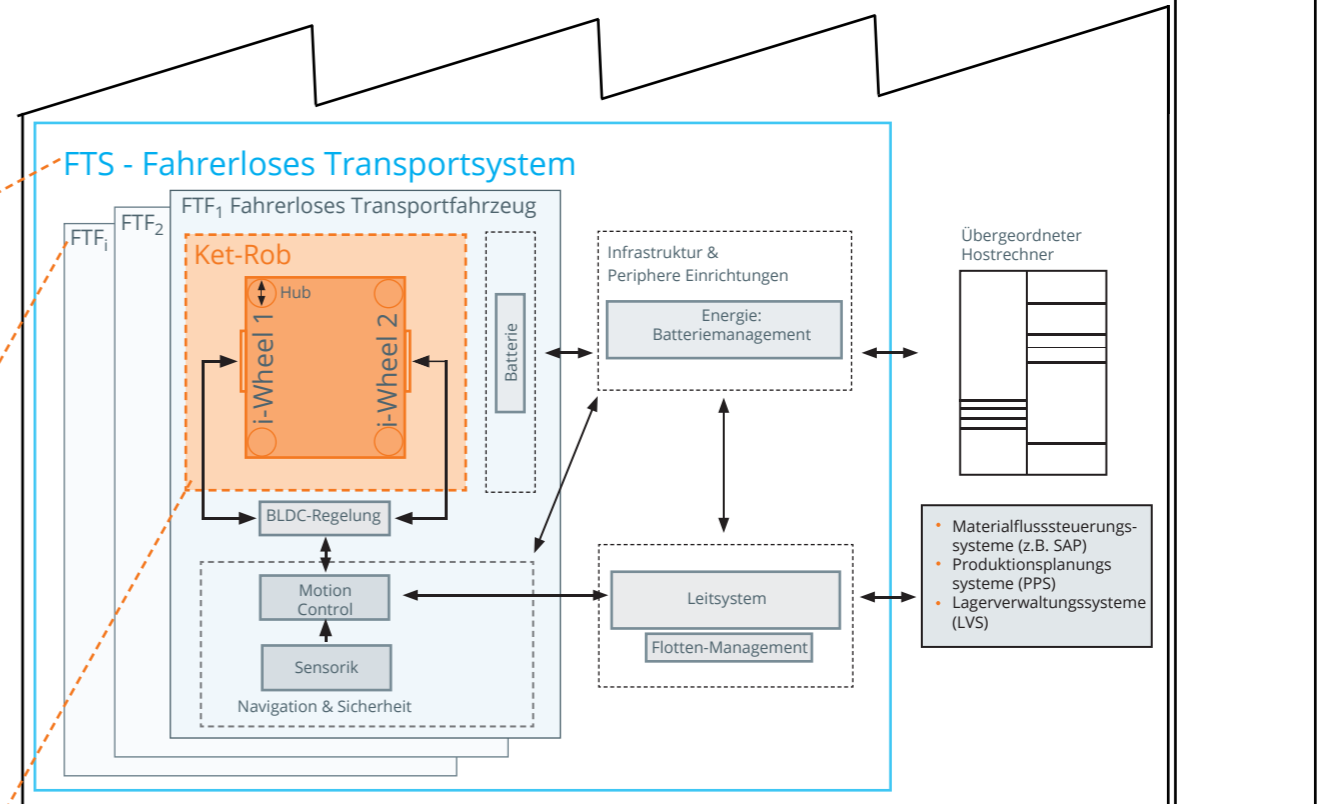 FTS - Fahrerloses Transportsystem
FTF₁ Fahrerloses Transportfahrzeug
FTF₂
FTFᵢ
Ket-Rob
Hub
i-Wheel 1
i-Wheel 2
Batterie
BLDC-Regelung
Motion
Control
Sensorik
Navigation & Sicherheit
Infrastruktur &
Periphere Einrichtungen
Energie:
Batteriemanagement
Leitsystem
Flotten-Management
Übergeordneter
Hostrechner
• Materialflusssteuerungs-
systeme (z.B. SAP)
• Produktionsplanungs
systeme (PPS)
• Lagerverwaltungssysteme
(LVS)